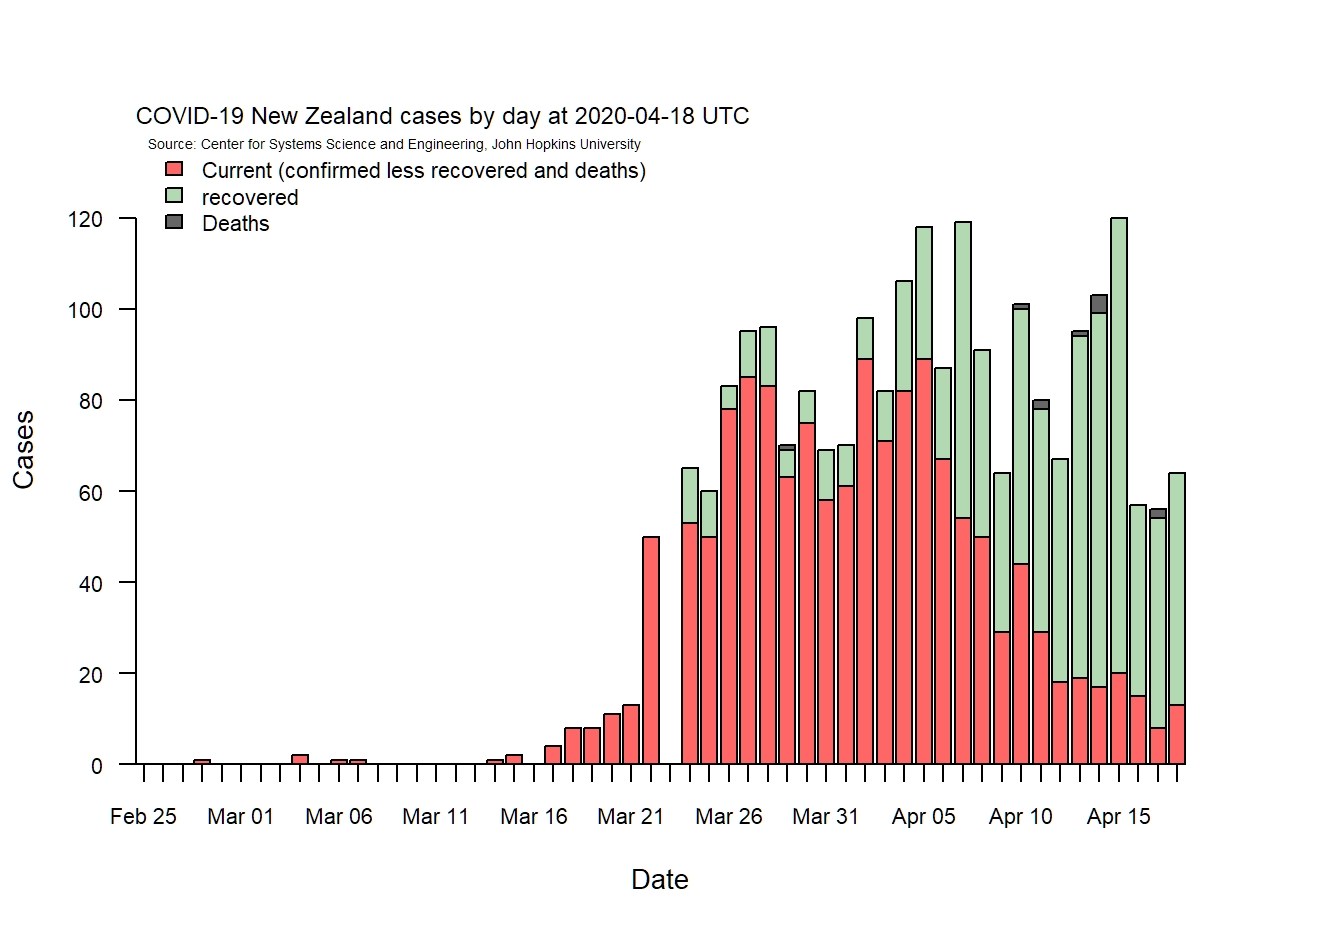 COVID-19 New Zealand cases by day at 2020-04-18 UTC
Source: Center for Systems Science and Engineering, John Hopkins University
Current (confirmed less recovered and deaths)
recovered
Deaths
120
100
80
60
40
20
0
Cases
Feb 25 Mar 01 Mar 06 Mar 11 Mar 16 Mar 21 Mar 26 Mar 31 Apr 05 Apr 10 Apr 15
Date